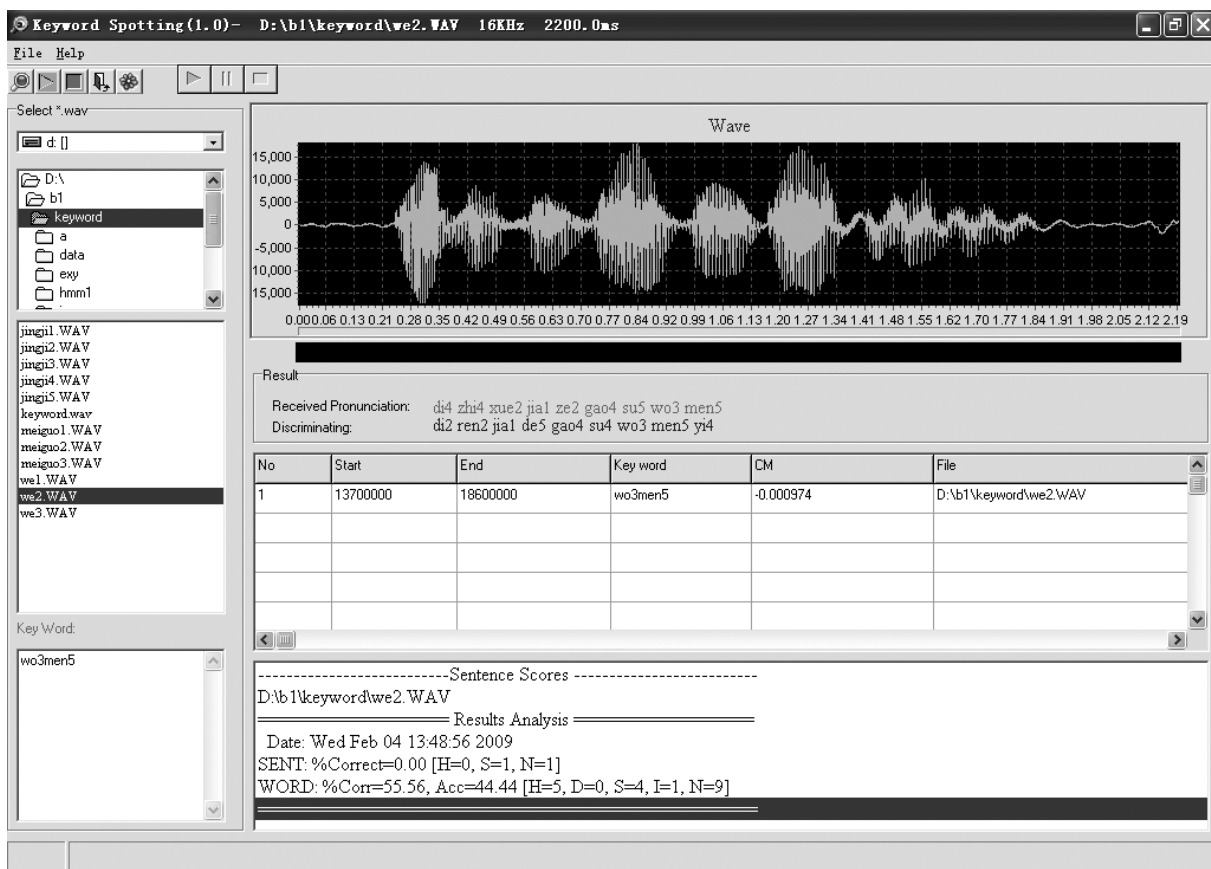 Keyword Spotting(1.0)- D:\b1\keyword\we2.WAV 16KHz 2200.0ms
File Help
Select *.wav
d: []
D:\
b1
keyword
a
data
exy
hmm1
jingji1.WAV
jingji2.WAV
jingji3.WAV
jingji4.WAV
jingji5.WAV
keyword.wav
meiguo1.WAV
meiguo2.WAV
meiguo3.WAV
we1.WAV
we2.WAV
we3.WAV
Key Word:
wo3men5
Wave
15,000
10,000
5,000
0
-5,000
10,000
15,000
0.000.06 0.13 0.21 0.28 0.35 0.42 0.49 0.56 0.63 0.70 0.77 0.84 0.92 0.99 1.06 1.13 1.20 1.27 1.34 1.41 1.48 1.55 1.62 1.70 1.77 1.84 1.91 1.98 2.05 2.12 2.19
Result
Received Pronunciation: di4 zhi4 xue2 jia1 ze2 gao4 su5 wo3 men5
Discriminating: di2 ren2 jia1 de5 gao4 su4 wo3 men5 yi4
No Start End Key word CM File
1 13700000 18600000 wo3men5 -0.000974 D:\b1\keyword\we2.WAV
--------------------------Sentence Scores -------------------------
D:\b1\keyword\we2.WAV
==================== Results Analysis ===================
Date: Wed Feb 04 13:48:56 2009
SENT: %Correct=0.00 [H=0, S=1, N=1]
WORD: %Corr=55.56, Acc=44.44 [H=5, D=0, S=4, I=1, N=9]
====================================================